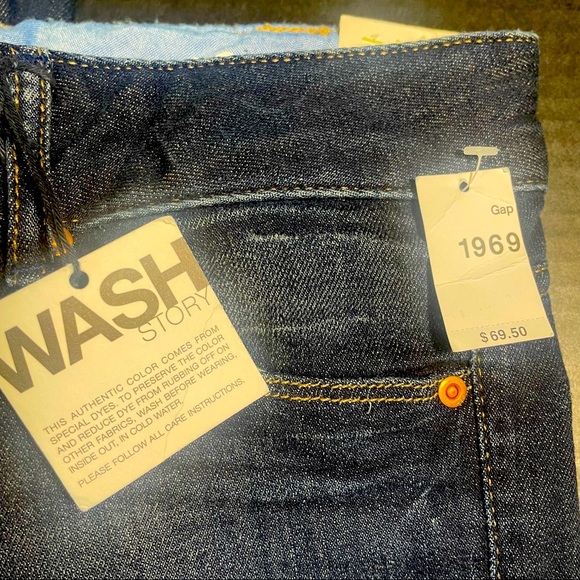 WASH
STORY
THIS AUTHENTIC COLOR COMES FROM
SPECIAL DYES. TO PRESERVE THE COLOR
AND REDUCE DYE FROM RUBBING OFF ON
OTHER FABRICS, WASH BEFORE WEARING,
INSIDE OUT, IN COLD WATER.
PLEASE FOLLOW ALL CARE INSTRUCTIONS.
Gap
1969
$69.50